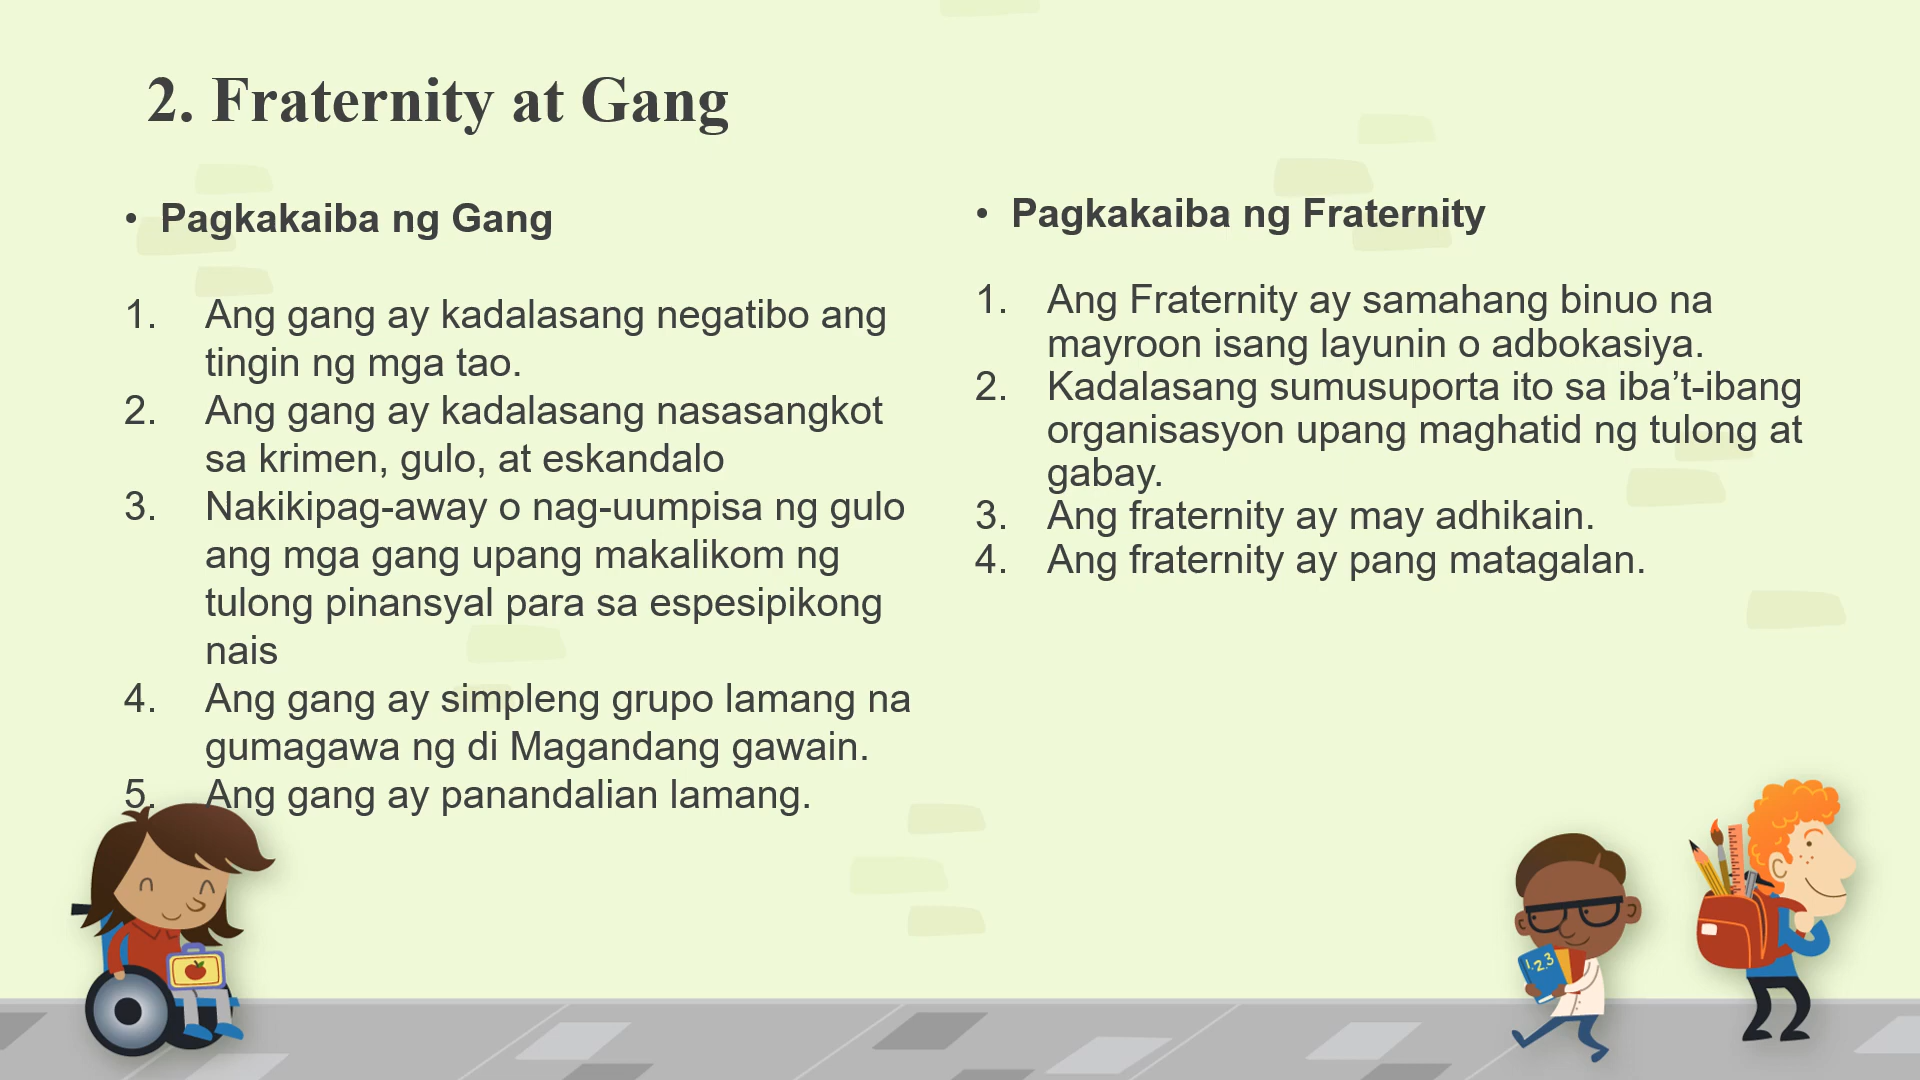 2. Fraternity at Gang
• Pagkakaiba ng Gang
1. Ang gang ay kadalasang negatibo ang
tingin ng mga tao.
2. Ang gang ay kadalasang nasasangkot
sa krimen, gulo, at eskandalo
3. Nakikipag-away o nag-uumpisa ng gulo
ang mga gang upang makalikom ng
tulong pinansyal para sa espesipikong
nais
4. Ang gang ay simpleng grupo lamang na
gumagawa ng di Magandang gawain.
5. Ang gang ay panandalian lamang.
• Pagkakaiba ng Fraternity
1. Ang Fraternity ay samahang binuo na
mayroon isang layunin o adbokasiya.
2. Kadalasang sumusuporta ito sa iba’t-ibang
organisasyon upang maghatid ng tulong at
gabay.
3. Ang fraternity ay may adhikain.
4. Ang fraternity ay pang matagalan.
1.2.3